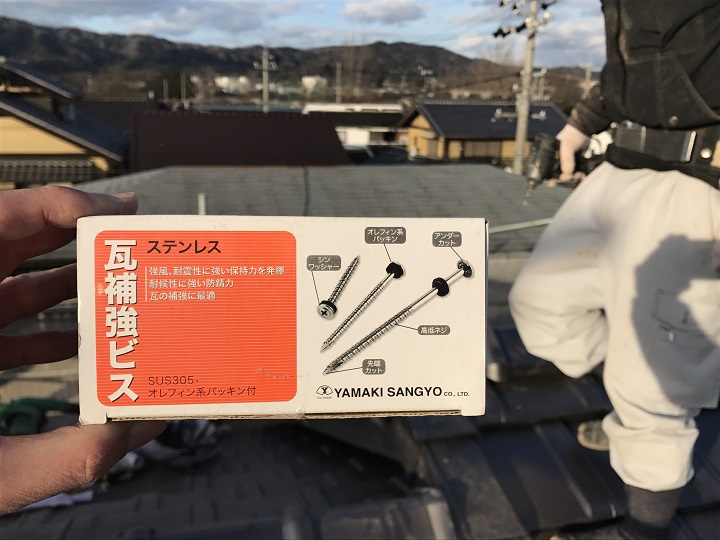 瓦補強ビス
ステンレス
強風、耐震性に強い保持力を発揮
耐候性に強い防錆力
瓦の補強に最適
SUS305・
オレフィン系パッキン付
シン
ワッシャー
オレフィン系
パッキン
アンダー
カット
高低ネジ
先端
カット
YAMAKI SANGYO CO., LTD.